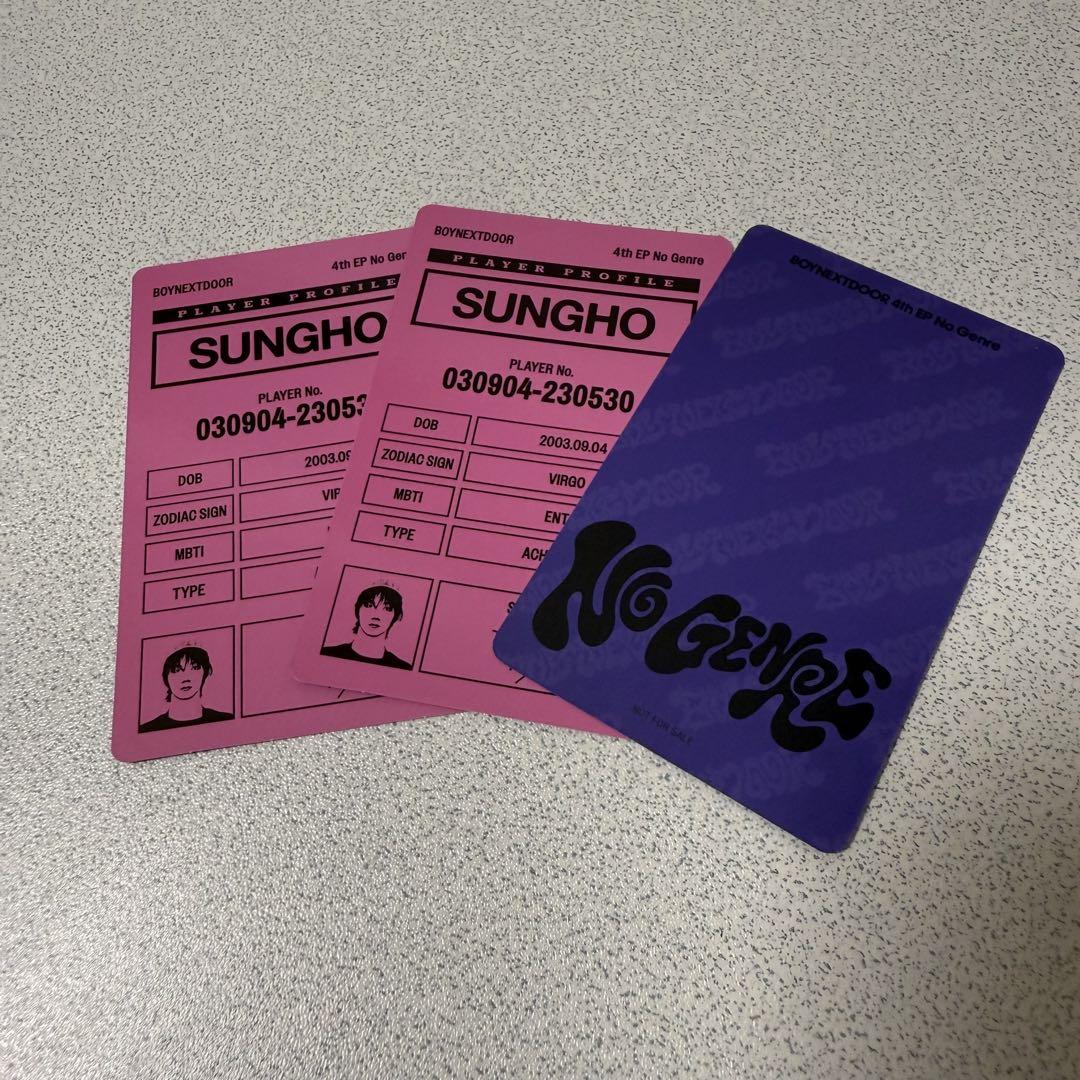 BOYNEXTDOOR
4th EP No Gen
PLAYER PROFILE
SUNGHO
PLAYER No.
030904-23053
DOB
2003.09
ZODIAC SIGN
VIR
MBTI
TYPE
BOYNEXTDOOR
4th EP No Genre
PLAYER PROFILE
SUNGHO
PLAYER No.
030904-230530
DOB
2003.09.04
ZODIAC SIGN
VIRGO
MBTI
ENT
TYPE
ACH
BOYNEXTDOOR 4th EP No Genre
NO GENRE
NOT FOR SALE